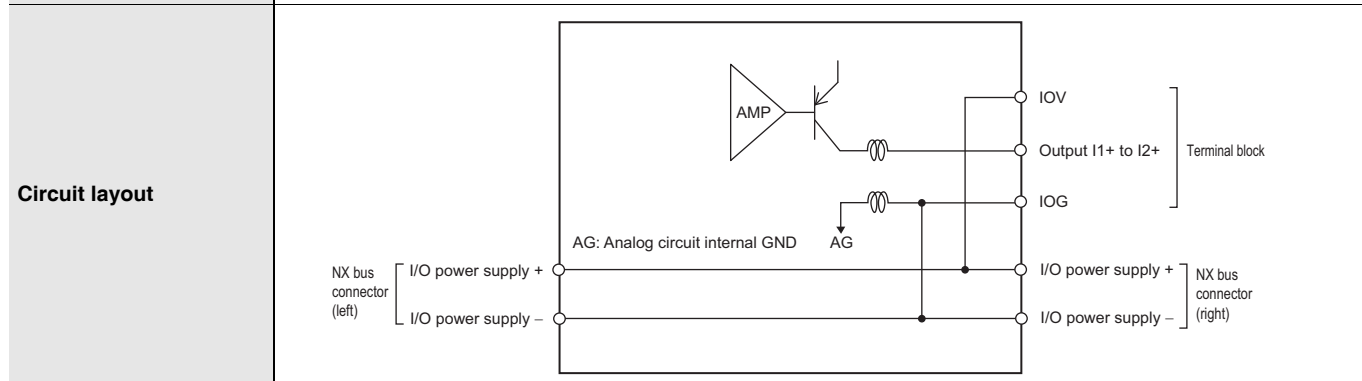 Circuit layout
AMP
IOV
Output I1+ to I2+
Terminal block
IOG
AG: Analog circuit internal GND
AG
NX bus
connector
(left)
I/O power supply +
I/O power supply –
I/O power supply +
I/O power supply –
NX bus
connector
(right)